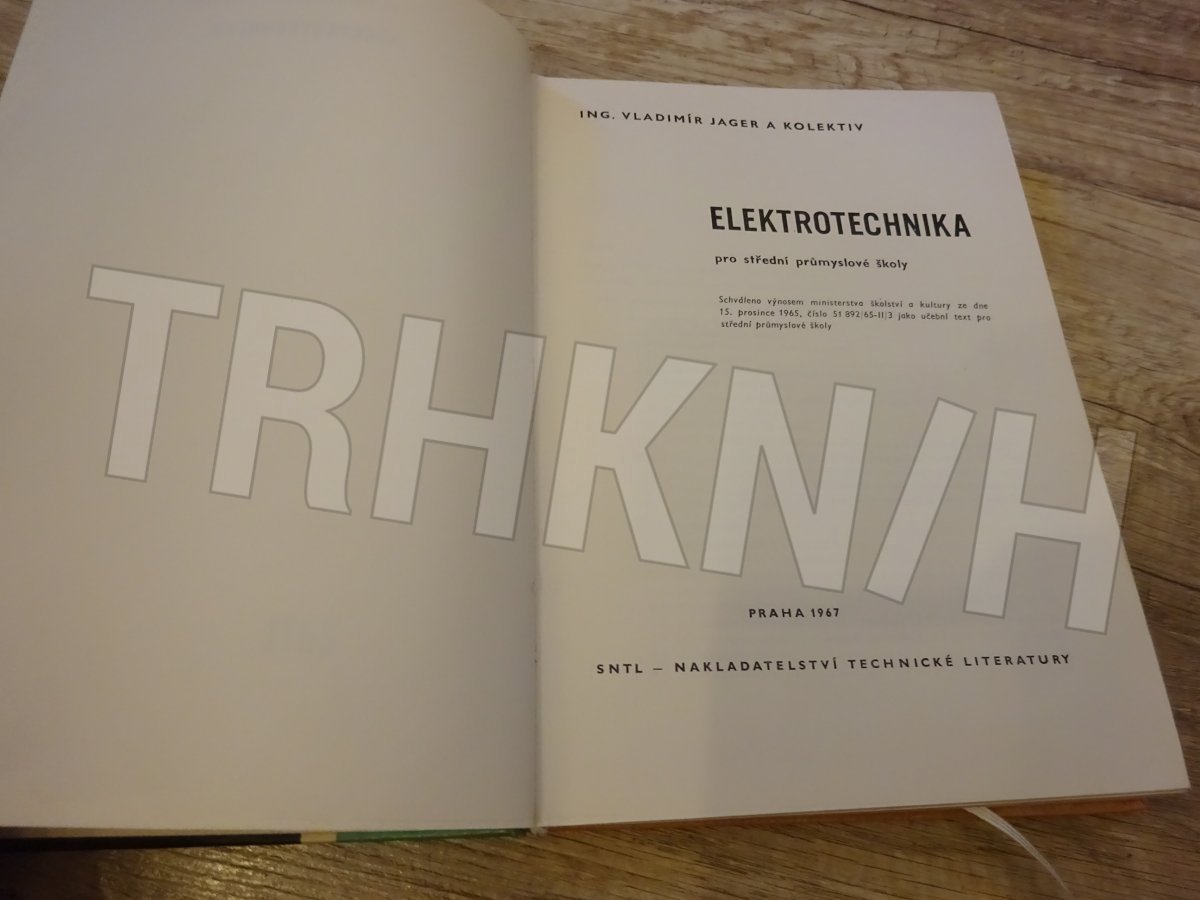 ING. VLADIMÍR JAGER A KOLEKTIV
ELEKTROTECHNIKA
pro střední průmyslové školy
Schváleno výnosem ministerstva školství a kultury ze dne
15. prosince 1965, číslo 51 892/65-II/3 jako učební text pro
střední průmyslové školy
TRHKN/H
PRAHA 1967
SNTL – NAKLADATELSTVÍ TECHNICKÉ LITERATURY